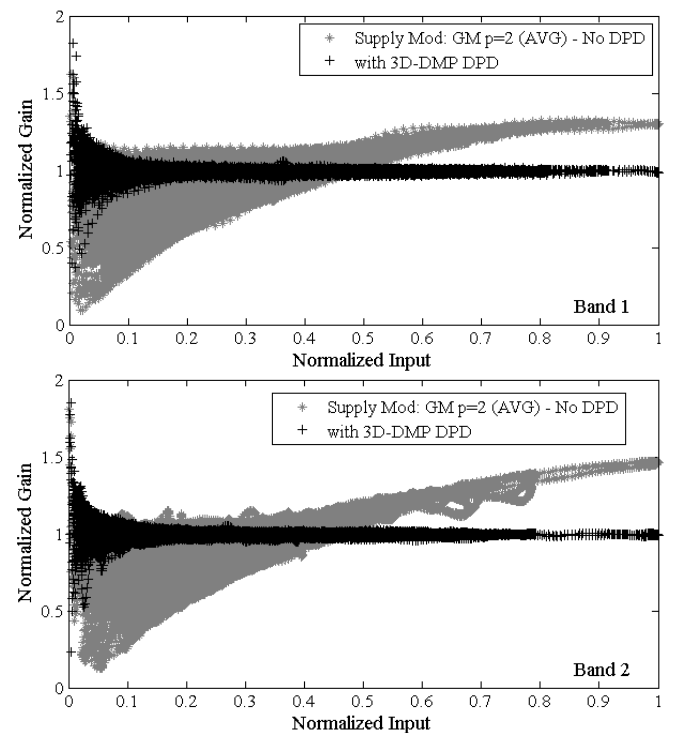 2
1.5
1
0.5
0
Normalized Gain
* Supply Mod: GM p=2 (AVG) - No DPD
+ with 3D-DMP DPD
Band 1
0 0.1 0.2 0.3 0.4 0.5 0.6 0.7 0.8 0.9 1
Normalized Input
2
1.5
1
0.5
0
Normalized Gain
* Supply Mod: GM p=2 (AVG) - No DPD
+ with 3D-DMP DPD
Band 2
0 0.1 0.2 0.3 0.4 0.5 0.6 0.7 0.8 0.9 1
Normalized Input